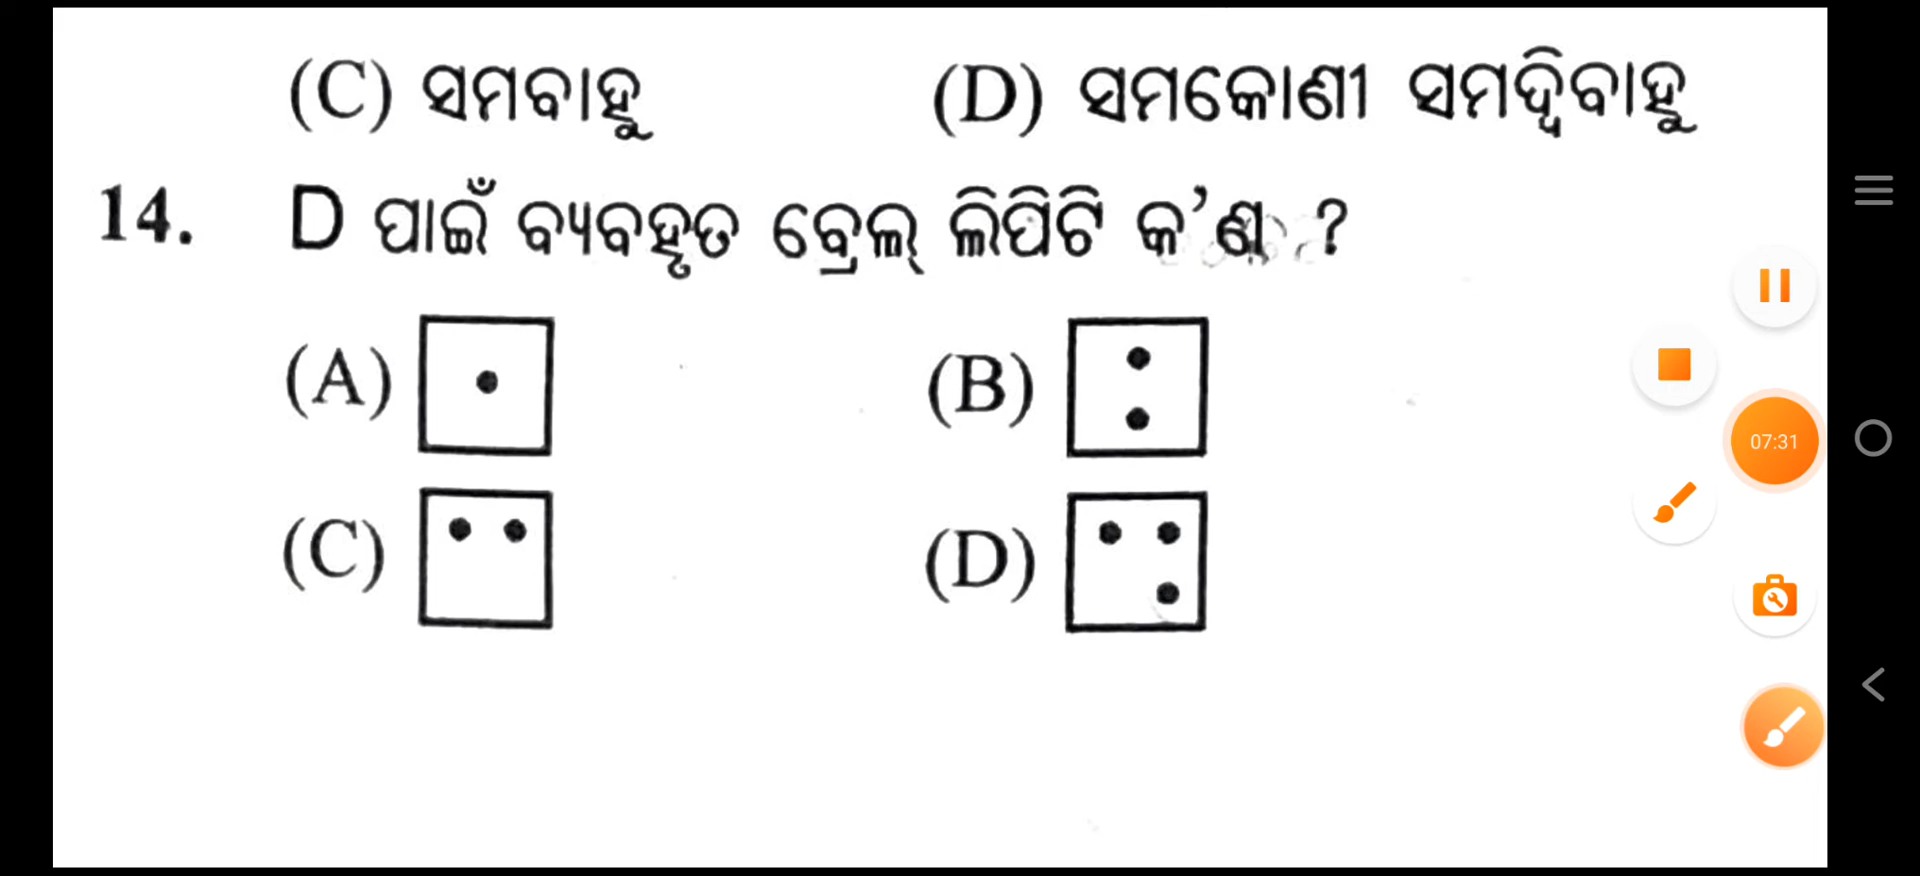 (C) ସମବାହୁ (D) ସମକୋଣୀ ସମଦ୍ୱିବାହୁ
14. D ପାଇଁ ବ୍ୟବହୃତ ବ୍ରେଲ୍ ଲିପିଟି କ'ଣ ?
(A) (B)
(C) (D)
07:31